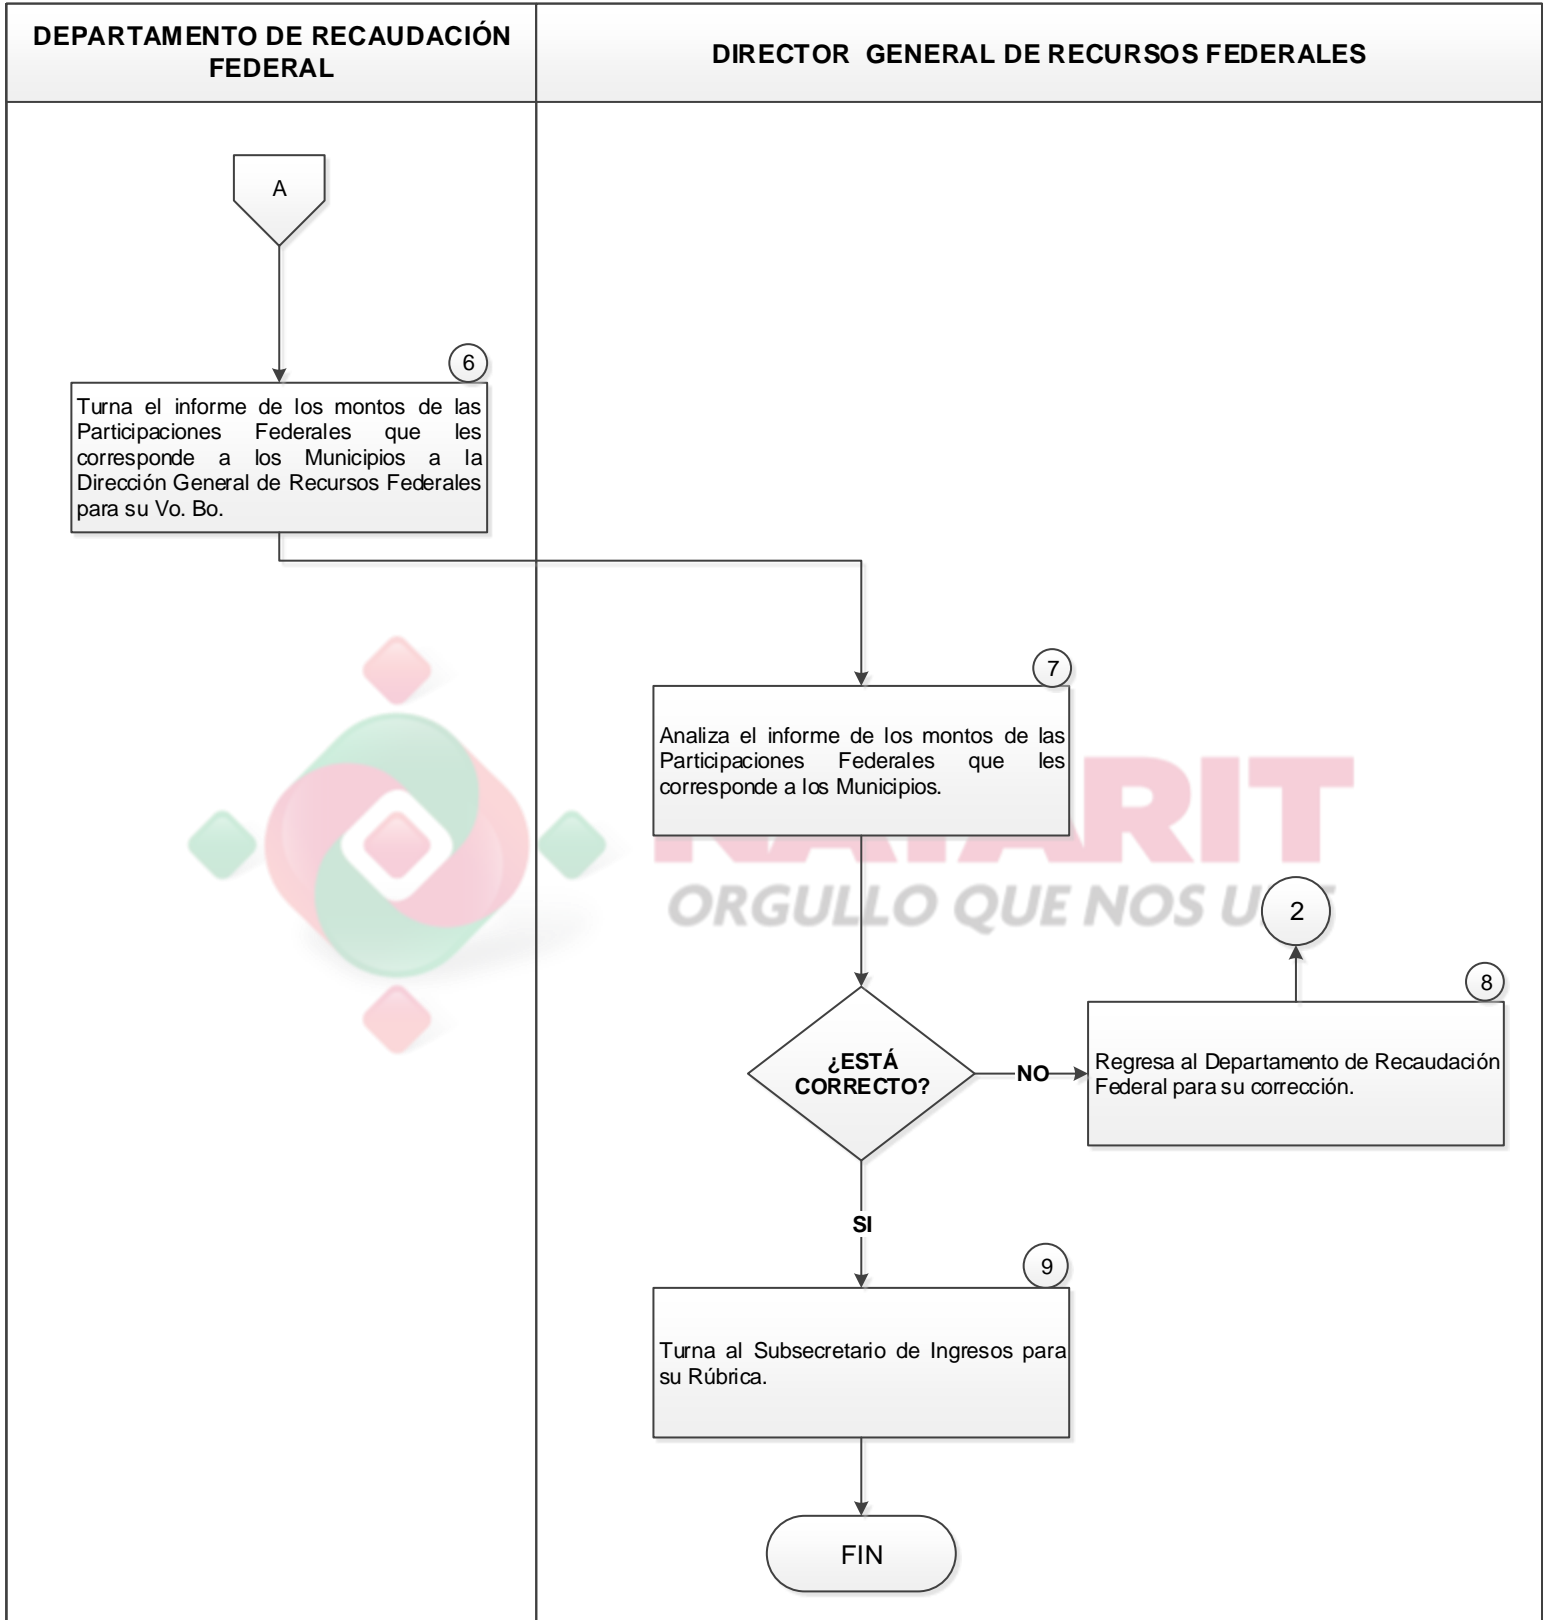 DEPARTAMENTO DE RECAUDACIÓN
FEDERAL
DIRECTOR GENERAL DE RECURSOS FEDERALES
A
6
Turna el informe de los montos de las
Participaciones Federales que les
corresponde a los Municipios a la
Dirección General de Recursos Federales
para su Vo. Bo.
7
Analiza el informe de los montos de las
Participaciones Federales que les
corresponde a los Municipios.
ORGULLO QUE NOS
2
8
¿ESTÁ
CORRECTO?
NO
Regresa al Departamento de Recaudación
Federal para su corrección.
SI
9
Turna al Subsecretario de Ingresos para
su Rúbrica.
FIN